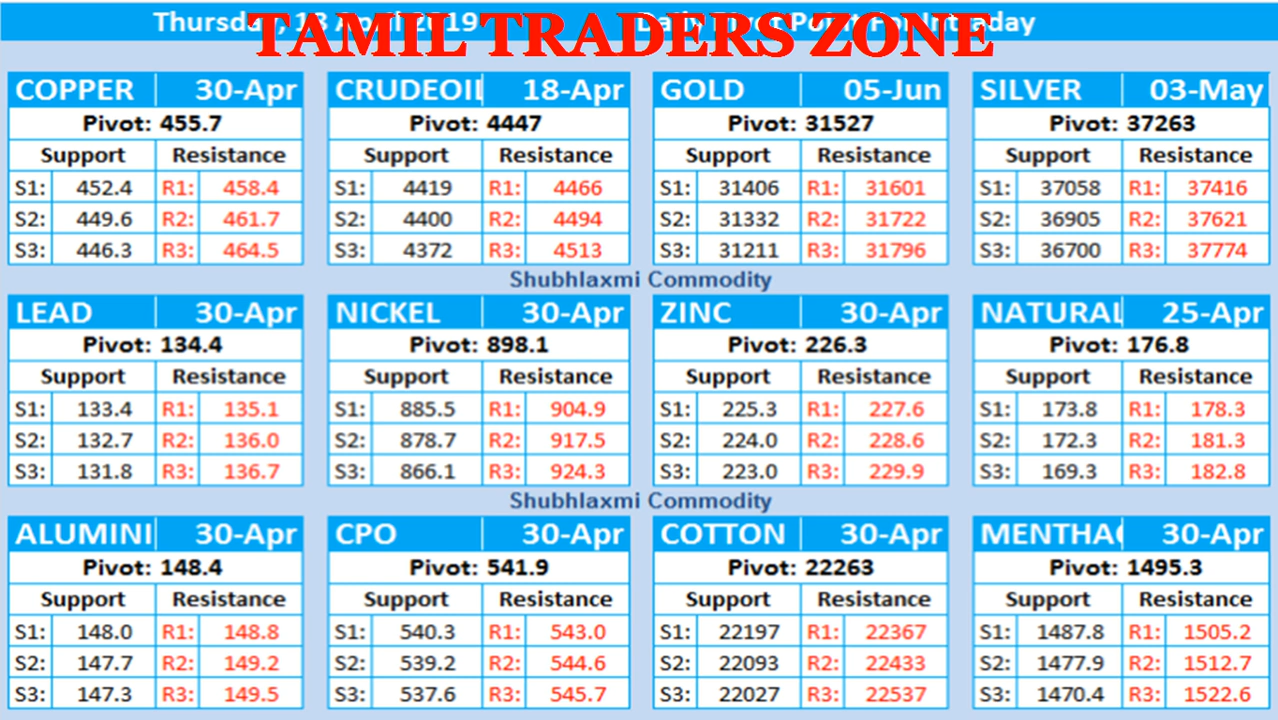 Thursday, 18 April 2019 Daily Pivot Point For Intraday
TAMIL TRADERS ZONE
COPPER 30-Apr CRUDEOIL 18-Apr GOLD 05-Jun SILVER 03-May
Pivot: 455.7 Pivot: 4447 Pivot: 31527 Pivot: 37263
Support Resistance Support Resistance Support Resistance Support Resistance
S1: 452.4 R1: 458.4 S1: 4419 R1: 4466 S1: 31406 R1: 31601 S1: 37058 R1: 37416
S2: 449.6 R2: 461.7 S2: 4400 R2: 4494 S2: 31332 R2: 31722 S2: 36905 R2: 37621
S3: 446.3 R3: 464.5 S3: 4372 R3: 4513 S3: 31211 R3: 31796 S3: 36700 R3: 37774
Shubhlaxmi Commodity
LEAD 30-Apr NICKEL 30-Apr ZINC 30-Apr NATURAL 25-Apr
Pivot: 134.4 Pivot: 898.1 Pivot: 226.3 Pivot: 176.8
Support Resistance Support Resistance Support Resistance Support Resistance
S1: 133.4 R1: 135.1 S1: 885.5 R1: 904.9 S1: 225.3 R1: 227.6 S1: 173.8 R1: 178.3
S2: 132.7 R2: 136.0 S2: 878.7 R2: 917.5 S2: 224.0 R2: 228.6 S2: 172.3 R2: 181.3
S3: 131.8 R3: 136.7 S3: 866.1 R3: 924.3 S3: 223.0 R3: 229.9 S3: 169.3 R3: 182.8
Shubhlaxmi Commodity
ALUMINI 30-Apr CPO 30-Apr COTTON 30-Apr MENTHAO 30-Apr
Pivot: 148.4 Pivot: 541.9 Pivot: 22263 Pivot: 1495.3
Support Resistance Support Resistance Support Resistance Support Resistance
S1: 148.0 R1: 148.8 S1: 540.3 R1: 543.0 S1: 22197 R1: 22367 S1: 1487.8 R1: 1505.2
S2: 147.7 R2: 149.2 S2: 539.2 R2: 544.6 S2: 22093 R2: 22433 S2: 1477.9 R2: 1512.7
S3: 147.3 R3: 149.5 S3: 537.6 R3: 545.7 S3: 22027 R3: 22537 S3: 1470.4 R3: 1522.6